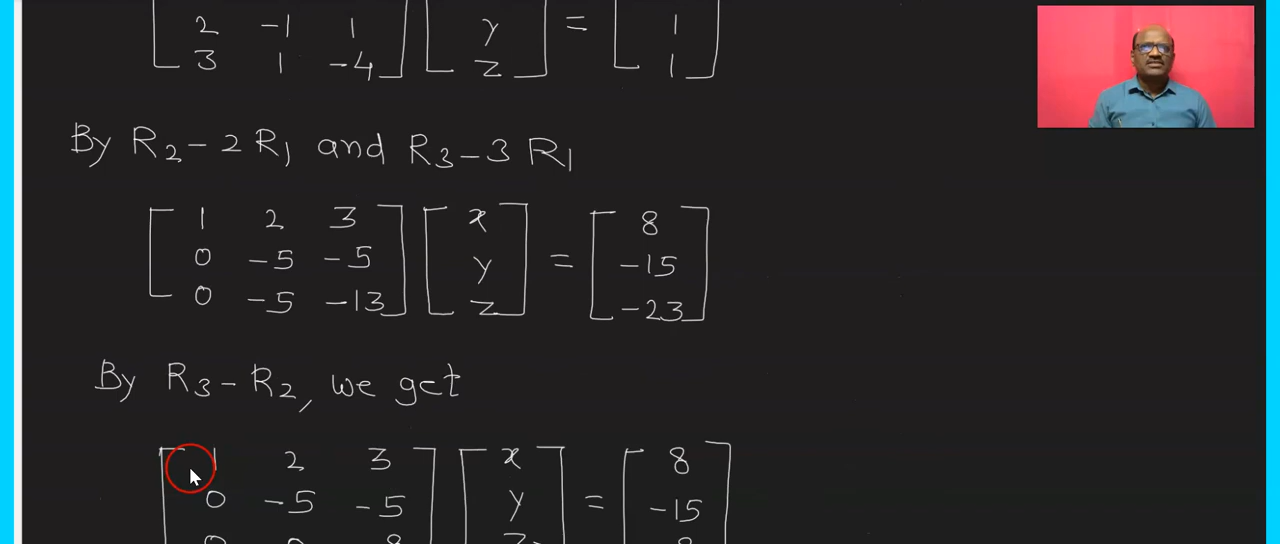 [2 -1 1] [y] = [1]
[3 1 -4] [z] [1]
By R2 - 2R1 and R3 - 3R1
[1 2 3] [x] [8]
[0 -5 -5] [y] = [-15]
[0 -5 -13] [z] [-23]
By R3 - R2, we get
[1 2 3] [x] [8]
[0 -5 -5] [y] = [-15]